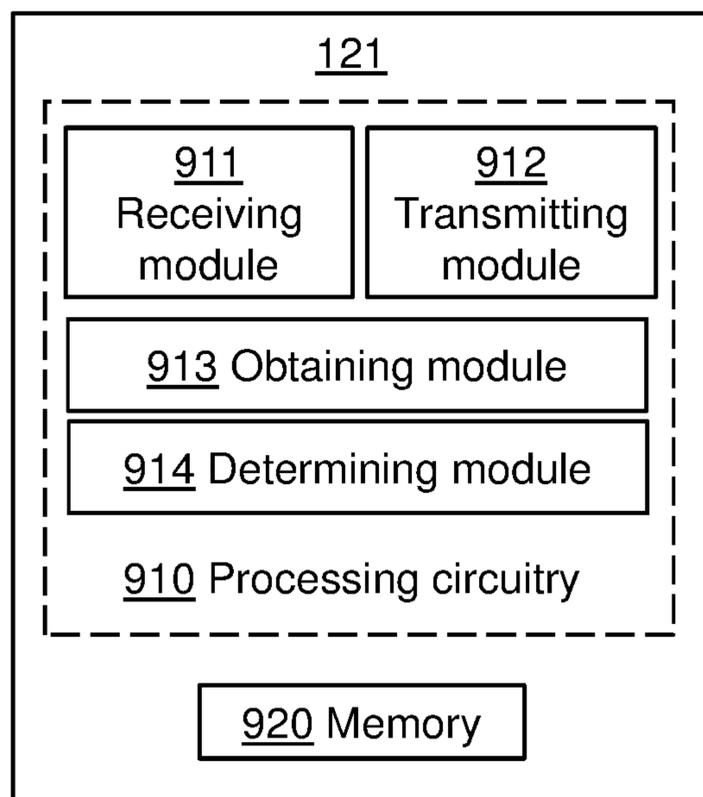 121
911
Receiving
module
912
Transmitting
module
913 Obtaining module
914 Determining module
910 Processing circuitry
920 Memory